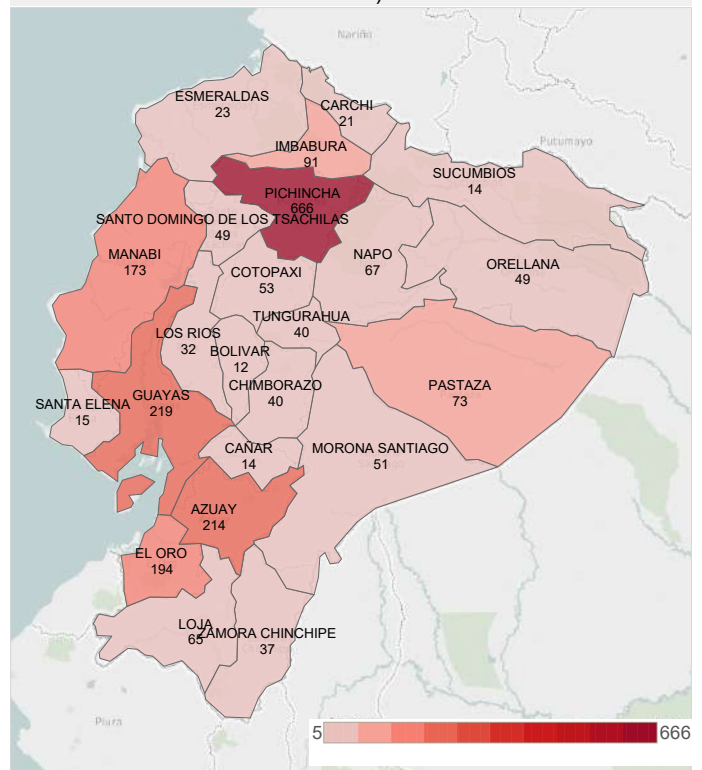 Nariño
ESMERALDAS
23
CARCHI
21
IMBABURA
91
Putumayo
SUCUMBIOS
14
PICHINCHA
666
SANTO DOMINGO DE LOS TSACHILAS
49
MANABI
173
NAPO
67
ORELLANA
49
COTOPAXI
53
TUNGURAHUA
40
LOS RIOS
32
BOLIVAR
12
CHIMBORAZO
40
PASTAZA
73
GUAYAS
219
SANTA ELENA
15
CAÑAR
14
MORONA SANTIAGO
51
AZUAY
214
EL ORO
194
LOJA
65
ZAMORA CHINCHIPE
37
Piura
5
666